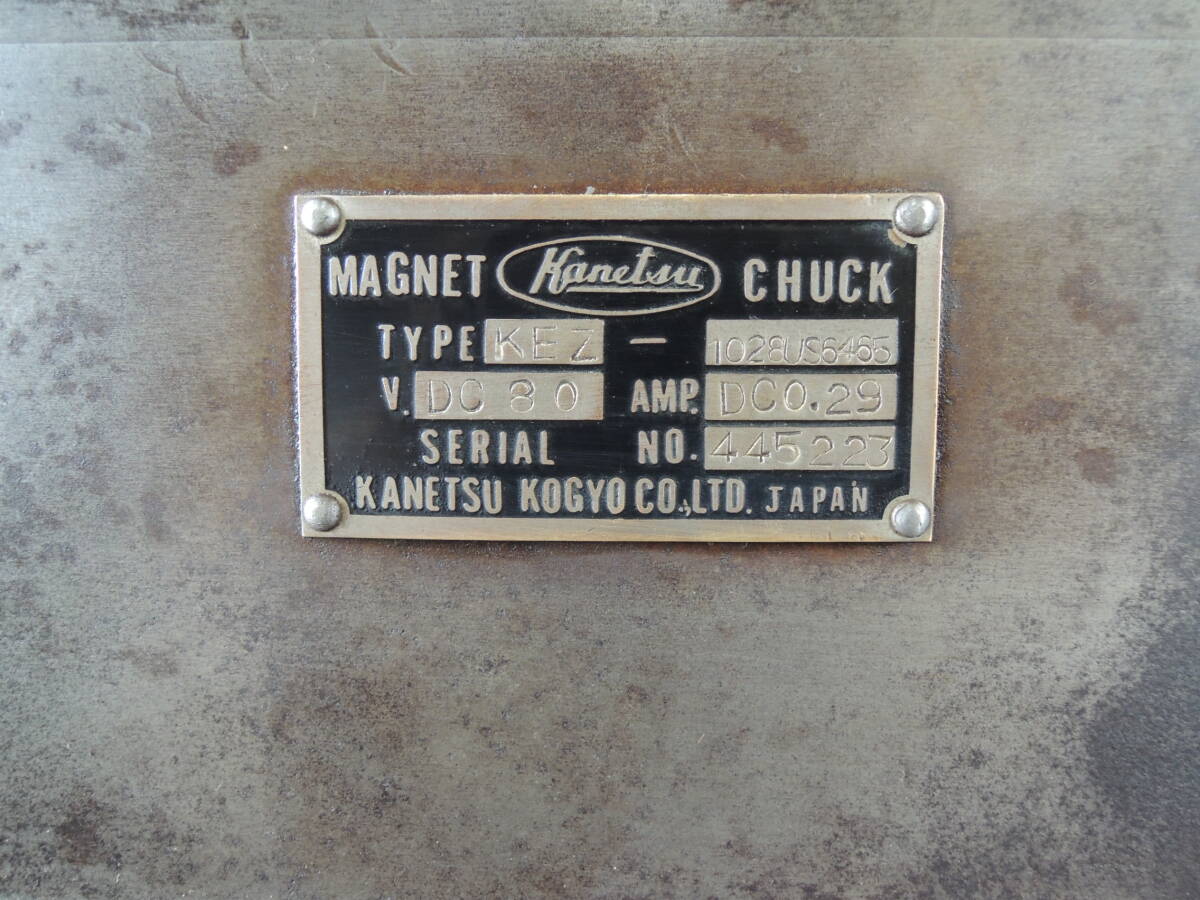 MAGNET Kanetsu CHUCK
TYPE KEZ - 1028US6465
V. DC 80 AMP. DC0.29
SERIAL NO. 445223
KANETSU KOGYO CO.,LTD. JAPAN